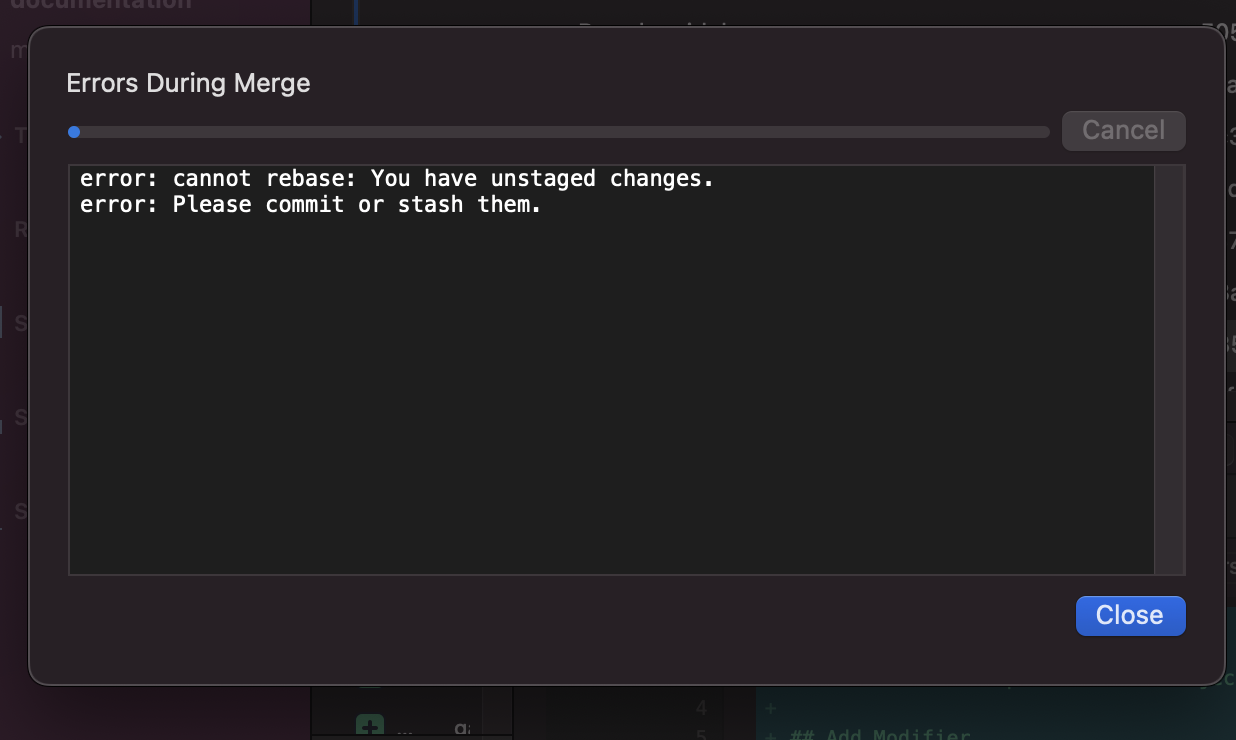 documentation
Errors During Merge
Cancel
error: cannot rebase: You have unstaged changes.
error: Please commit or stash them.
Close
4 +
5 + ## Add Modifier